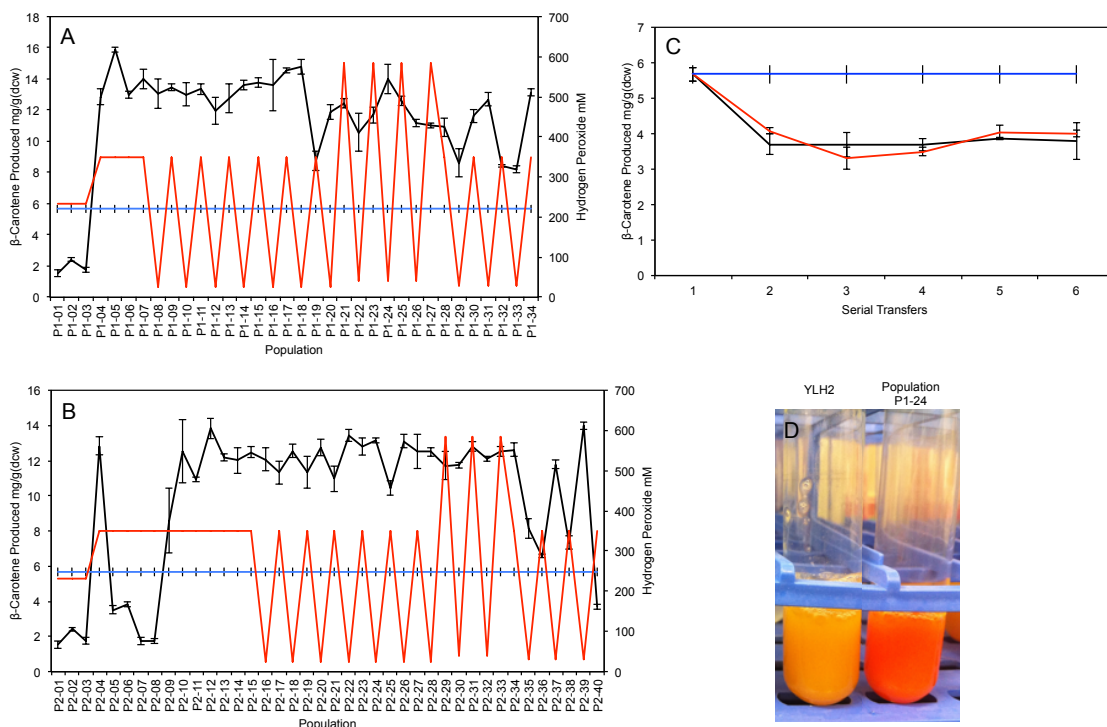 A
β-Carotene Produced mg/g(dcw)
18
16
14
12
10
8
6
4
2
0
700
600
500
400
300
200
100
0
Hydrogen Peroxide mM
P1-01
P1-02
P1-03
P1-04
P1-05
P1-06
P1-07
P1-08
P1-09
P1-10
P1-11
P1-12
P1-13
P1-14
P1-15
P1-16
P1-17
P1-18
P1-19
P1-20
P1-21
P1-22
P1-23
P1-24
P1-25
P1-26
P1-27
P1-28
P1-29
P1-30
P1-31
P1-32
P1-33
P1-34
Population
C
β-Carotene Produced mg/g(dcw)
7
6
5
4
3
2
1
0
1 2 3 4 5 6
Serial Transfers
B
β-Carotene Produced mg/g(dcw)
16
14
12
10
8
6
4
2
0
700
600
500
400
300
200
100
0
Hydrogen Peroxide mM
P2-01
P2-02
P2-03
P2-04
P2-05
P2-06
P2-07
P2-08
P2-09
P2-10
P2-11
P2-12
P2-13
P2-14
P2-15
P2-16
P2-17
P2-18
P2-19
P2-20
P2-21
P2-22
P2-23
P2-24
P2-25
P2-26
P2-27
P2-28
P2-29
P2-30
P2-31
P2-32
P2-33
P2-34
P2-35
P2-36
P2-37
P2-38
P2-39
P2-40
Population
YLH2
Population
P1-24
D